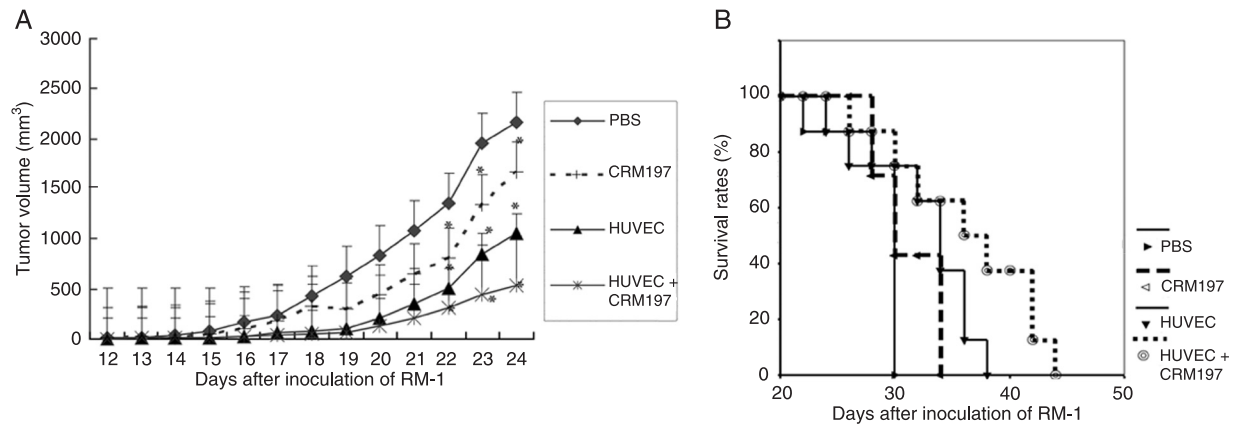 A
3000
2500
2000
1500
1000
500
0
Tumor volume (mm³)
12 13 14 15 16 17 18 19 20 21 22 23 24
Days after inoculation of RM-1
PBS
CRM197
HUVEC
HUVEC +
CRM197
* * * * * * *
B
100
80
60
40
20
0
Survival rates (%)
20 30 40 50
Days after inoculation of RM-1
PBS
CRM197
HUVEC
HUVEC +
CRM197